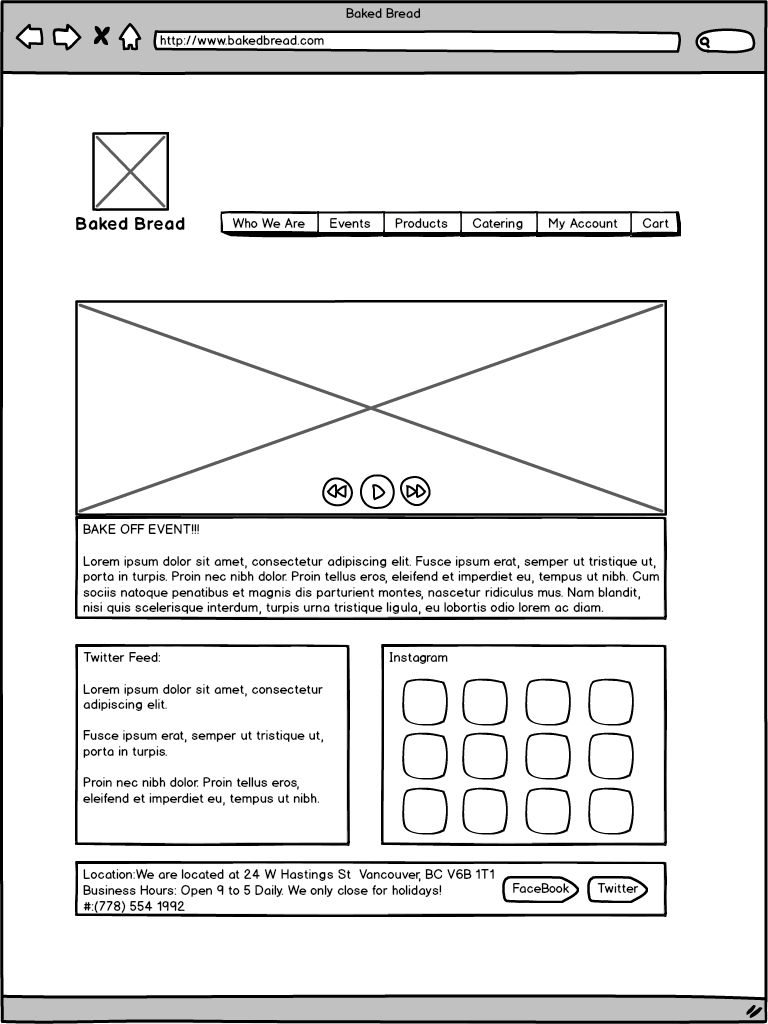 Baked Bread
http://www.bakedbread.com
Baked Bread
Who We Are Events Products Catering My Account Cart
BAKE OFF EVENT!!!
Lorem ipsum dolor sit amet, consectetur adipiscing elit. Fusce ipsum erat, semper ut tristique ut,
porta in turpis. Proin nec nibh dolor. Proin tellus eros, eleifend et imperdiet eu, tempus ut nibh. Cum
sociis natoque penatibus et magnis dis parturient montes, nascetur ridiculus mus. Nam blandit,
nisi quis scelerisque interdum, turpis urna tristique ligula, eu lobortis odio lorem ac diam.
Twitter Feed:
Lorem ipsum dolor sit amet, consectetur
adipiscing elit.
Fusce ipsum erat, semper ut tristique ut,
porta in turpis.
Proin nec nibh dolor. Proin tellus eros,
eleifend et imperdiet eu, tempus ut nibh.
Instagram
Location:We are located at 24 W Hastings St Vancouver, BC V6B 1T1
Business Hours: Open 9 to 5 Daily. We only close for holidays!
#:(778) 554 1992
FaceBook Twitter